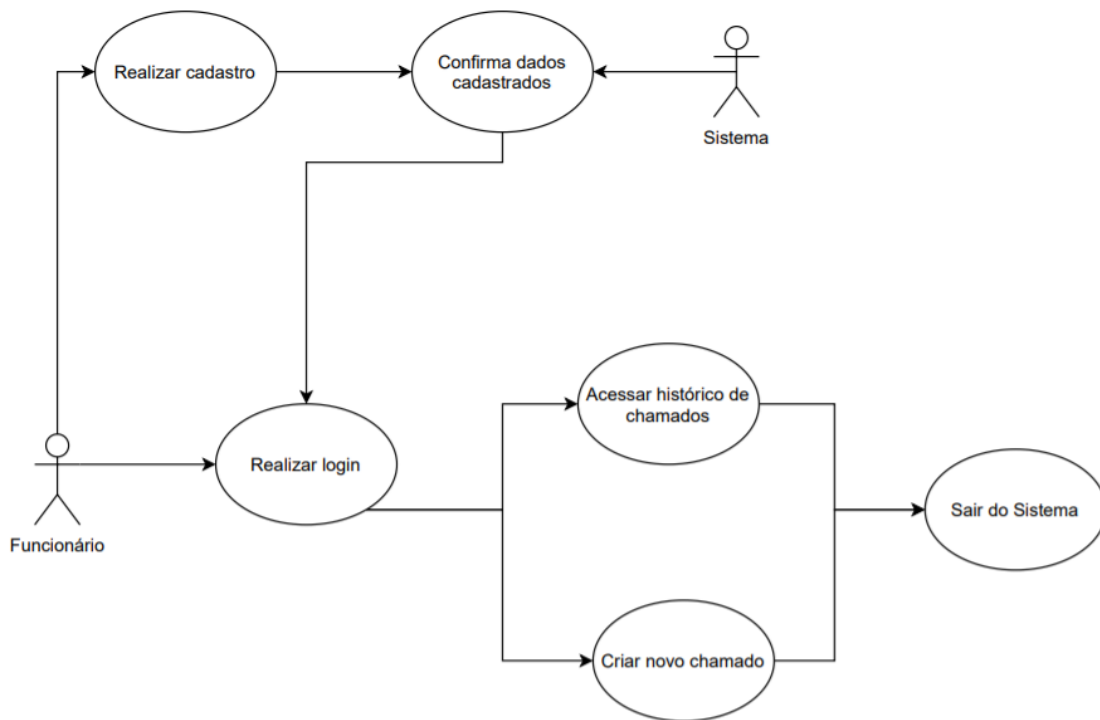 Realizar cadastro
Confirma dados
cadastrados
Sistema
Acessar histórico de
chamados
Realizar login
Funcionário
Sair do Sistema
Criar novo chamado